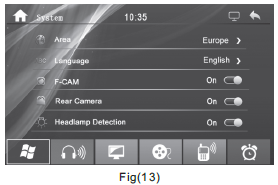 System 10:35
Area Europe
Language English
F-CAM On
Rear Camera On
Headlamp Detection On
Fig(13)